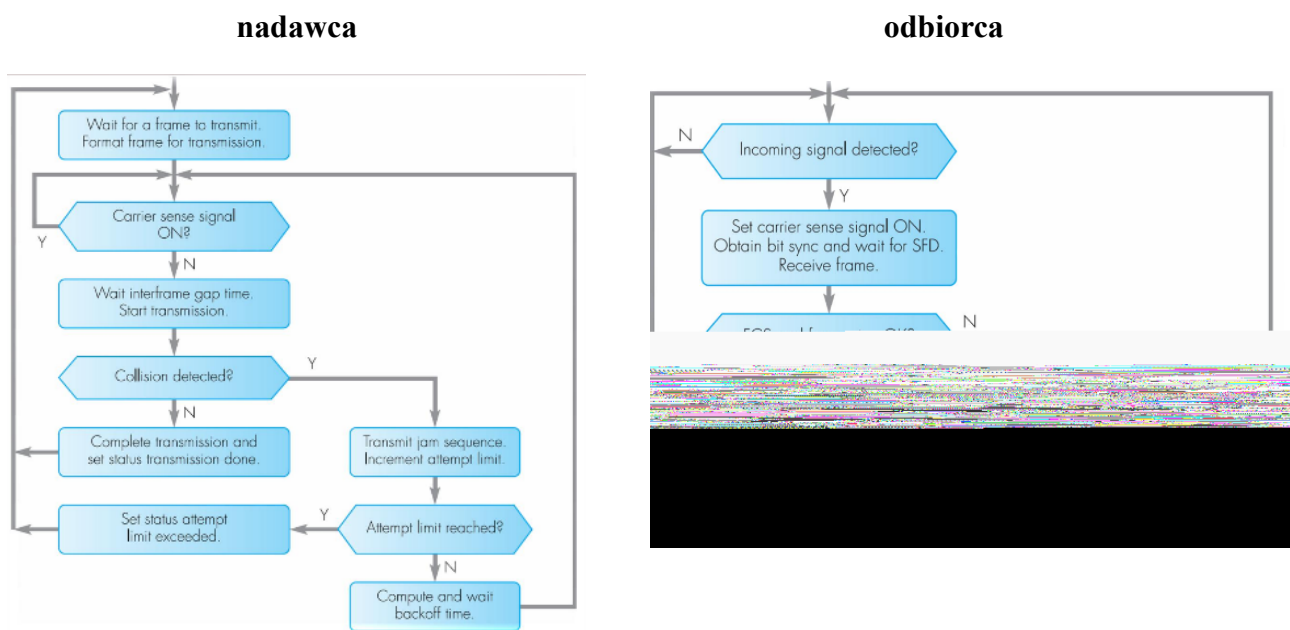 nadawca
Wait for a frame to transmit.
Format frame for transmission.
Carrier sense signal
ON?
Y
N
Wait interframe gap time.
Start transmission.
Collision detected?
Y
N
Complete transmission and
set status transmission done.
Transmit jam sequence.
Increment attempt limit.
Set status attempt
limit exceeded.
Y
Attempt limit reached?
N
Compute and wait
backoff time.
odbiorca
N
Incoming signal detected?
Y
Set carrier sense signal ON.
Obtain bit sync and wait for SFD.
Receive frame.
N